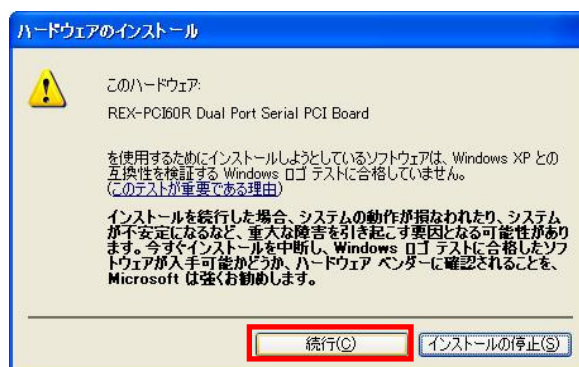 ハードウェアのインストール
このハードウェア:
REX-PCI60R Dual Port Serial PCI Board
を使用するためにインストールしようとしているソフトウェアは、Windows XP との
互換性を検証する Windows ロゴ テストに合格していません。
(このテストが重要である理由)
インストールを続行した場合、システムの動作が損なわれたり、システム
が不安定になるなど、重大な障害を引き起こす要因となる可能性があり
ます。今すぐインストールを中断し、Windows ロゴ テストに合格したソフ
トウェアが入手可能かどうか、ハードウェア ベンダーに確認されることを、
Microsoft は強くお勧めします。
続行(C)
インストールの停止(S)